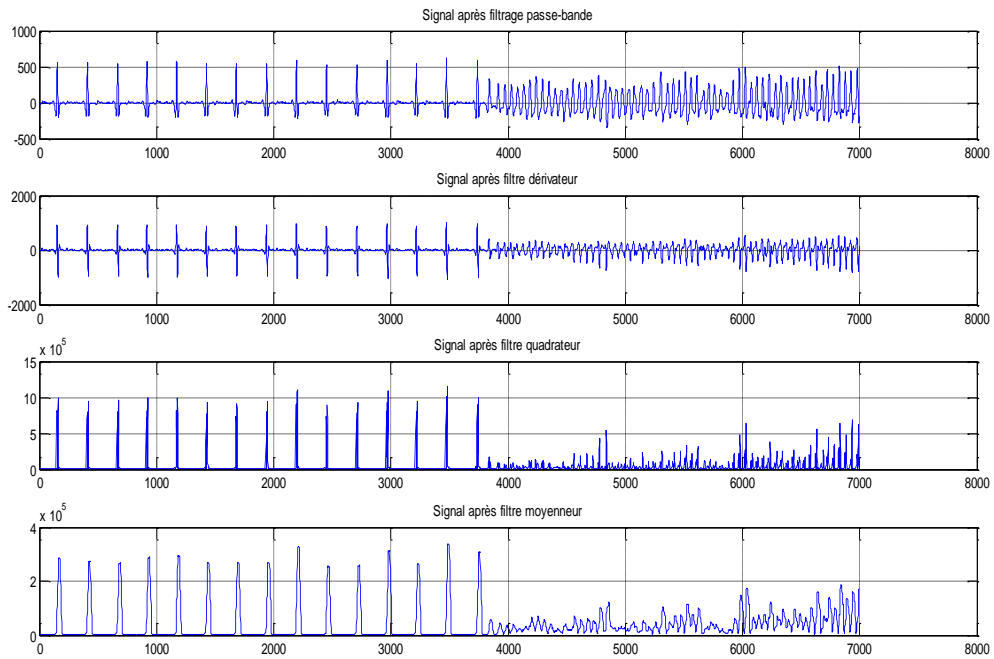 Signal après filtrage passe-bande
1000
500
0
-500
0 1000 2000 3000 4000 5000 6000 7000 8000
Signal après filtre dérivateur
2000
0
-2000
0 1000 2000 3000 4000 5000 6000 7000 8000
x 10^5
Signal après filtre quadrateur
15
10
5
0
0 1000 2000 3000 4000 5000 6000 7000 8000
x 10^5
Signal après filtre moyenneur
4
2
0
0 1000 2000 3000 4000 5000 6000 7000 8000